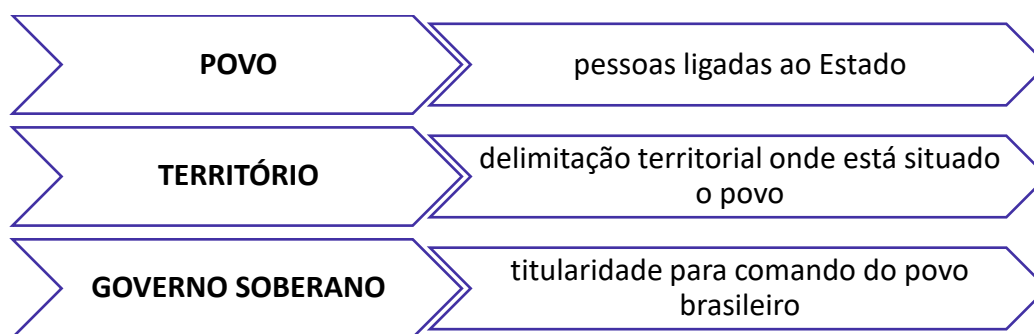 POVO
pessoas ligadas ao Estado
TERRITÓRIO
delimitação territorial onde está situado
o povo
GOVERNO SOBERANO
titularidade para comando do povo
brasileiro